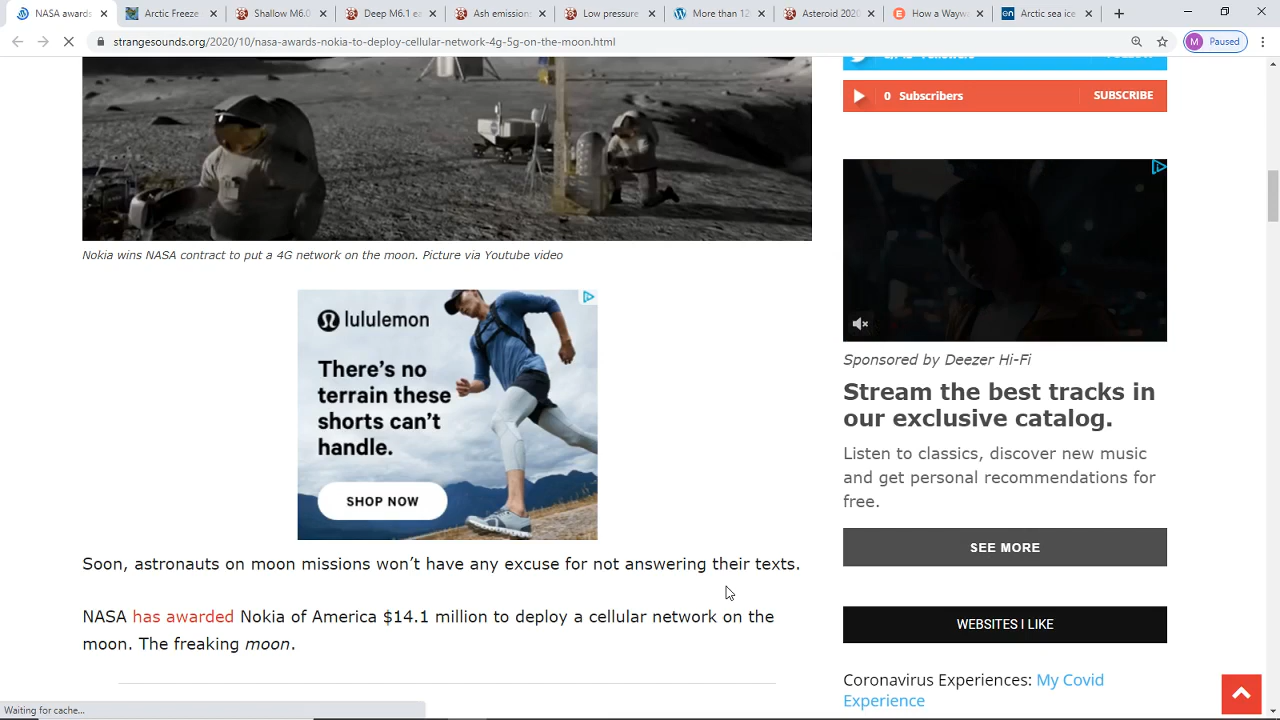 NASA awards
Arctic Freeze
Shallow M6.0
Deep M6.1 e
Ash emission
Low pressure
More than 12
Asteroid 2020
How a Wayw
Arctic sea ice
strangesounds.org/2020/10/nasa-awards-nokia-to-deploy-cellular-network-4g-5g-on-the-moon.html
M Paused
0 Subscribers SUBSCRIBE
Nokia wins NASA contract to put a 4G network on the moon. Picture via Youtube video
lululemon
There's no
terrain these
shorts can't
handle.
SHOP NOW
Soon, astronauts on moon missions won't have any excuse for not answering their texts.
NASA has awarded Nokia of America $14.1 million to deploy a cellular network on the
moon. The freaking moon.
Sponsored by Deezer Hi-Fi
Stream the best tracks in
our exclusive catalog.
Listen to classics, discover new music
and get personal recommendations for
free.
SEE MORE
WEBSITES I LIKE
Coronavirus Experiences: My Covid
Experience
Waiting for cache...